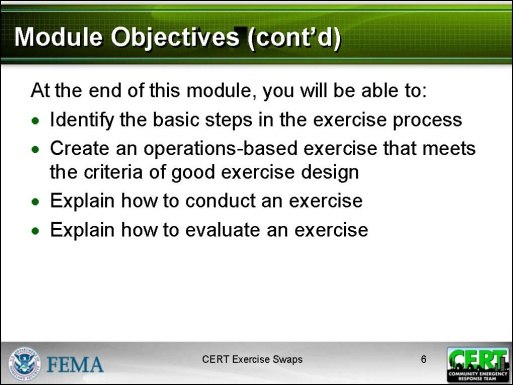 Module Objectives (cont'd)
At the end of this module, you will be able to:
• Identify the basic steps in the exercise process
• Create an operations-based exercise that meets
the criteria of good exercise design
• Explain how to conduct an exercise
• Explain how to evaluate an exercise
FEMA
CERT Exercise Swaps
6
CERT
COMMUNITY EMERGENCY
RESPONSE TEAM